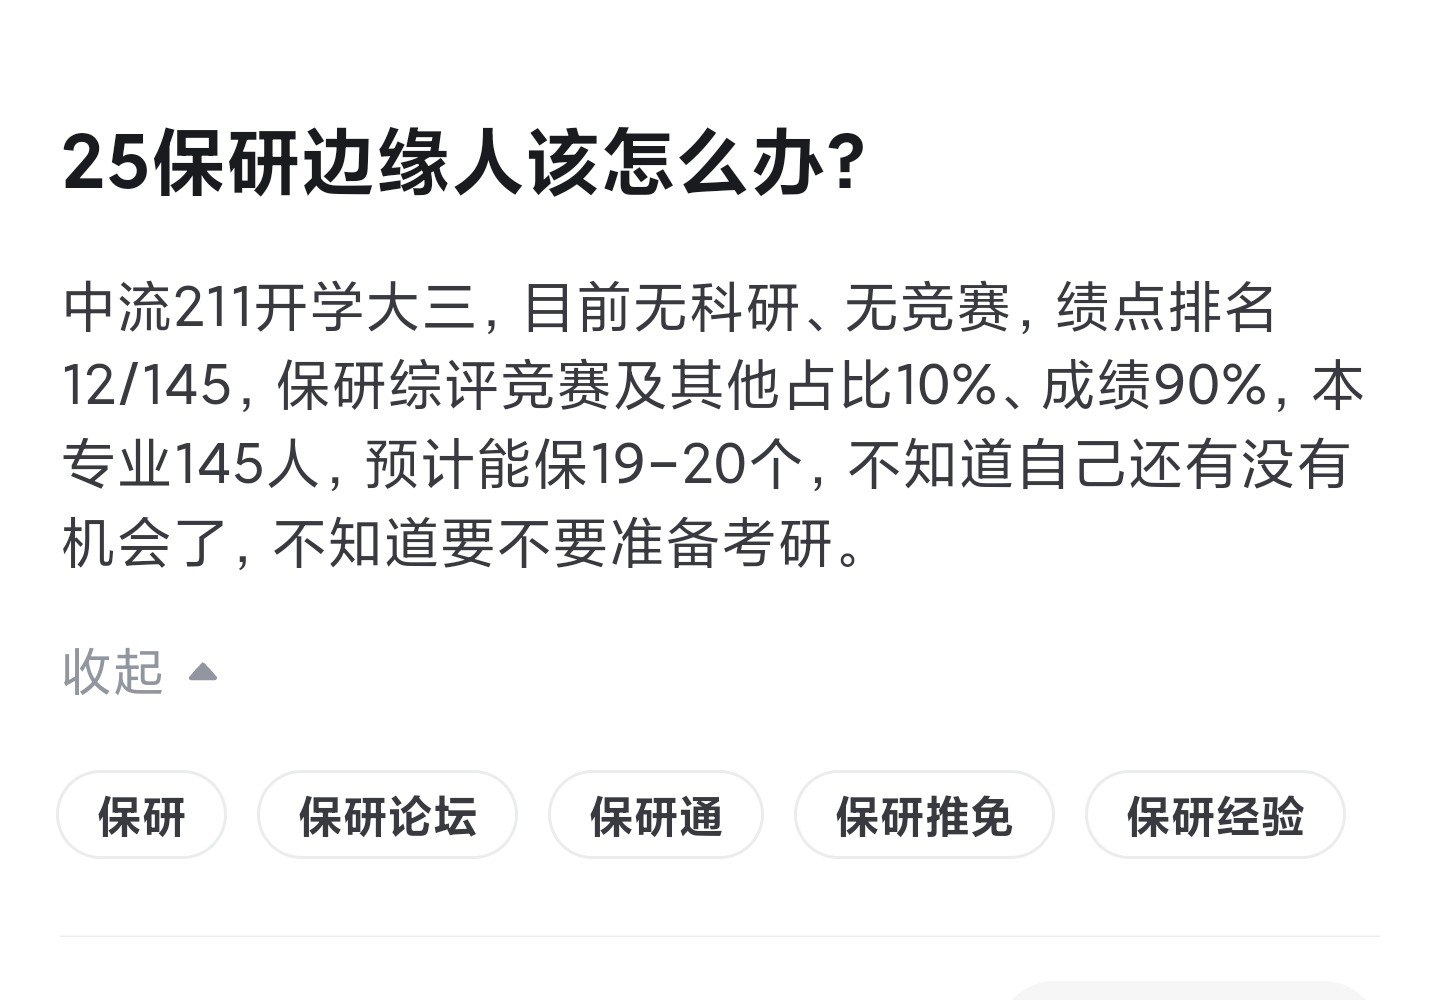 25保研边缘人该怎么办?
中流211开学大三，目前无科研、无竞赛，绩点排名
12/145，保研综评竞赛及其他占比10%、成绩90%，本
专业145人，预计能保19-20个，不知道自己还有没有
机会了，不知道要不要准备考研。
收起
保研 保研论坛 保研通 保研推免 保研经验